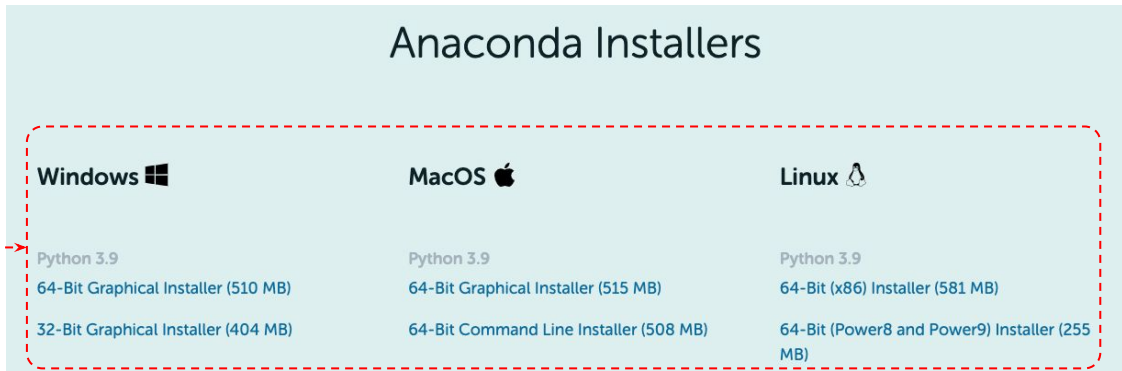 Anaconda Installers
Windows
Python 3.9
64-Bit Graphical Installer (510 MB)
32-Bit Graphical Installer (404 MB)
MacOS
Python 3.9
64-Bit Graphical Installer (515 MB)
64-Bit Command Line Installer (508 MB)
Linux
Python 3.9
64-Bit (x86) Installer (581 MB)
64-Bit (Power8 and Power9) Installer (255
MB)